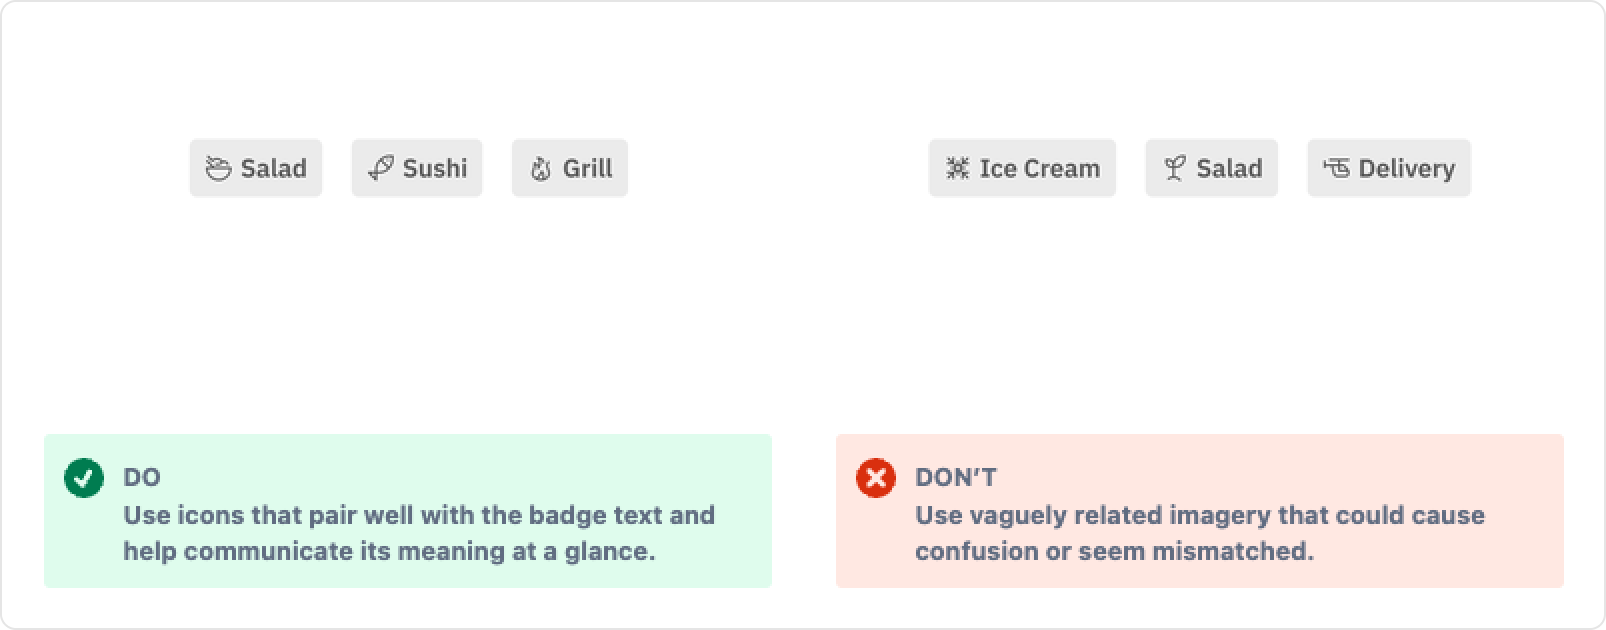 Salad Sushi Grill
Ice Cream Salad Delivery
DO
Use icons that pair well with the badge text and
help communicate its meaning at a glance.
DON’T
Use vaguely related imagery that could cause
confusion or seem mismatched.